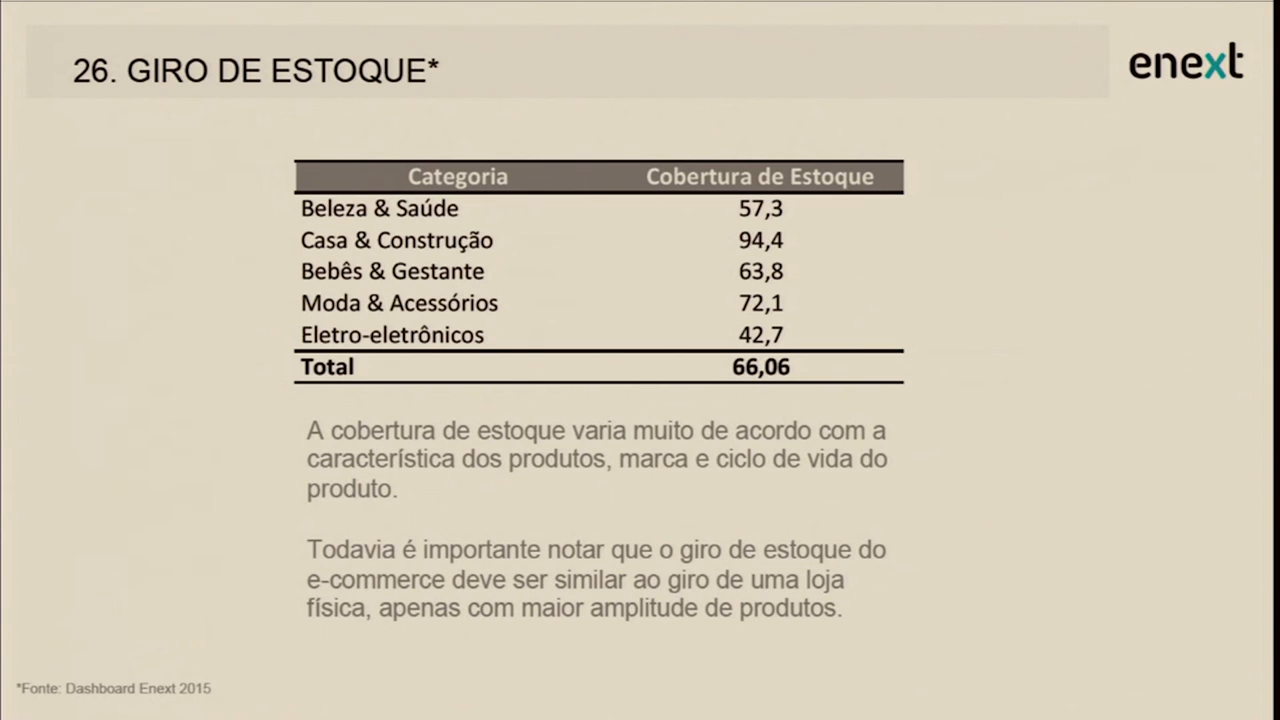 26. GIRO DE ESTOQUE*
enext
Categoria Cobertura de Estoque
Beleza & Saúde 57,3
Casa & Construção 94,4
Bebês & Gestante 63,8
Moda & Acessórios 72,1
Eletro-eletrônicos 42,7
Total 66,06
A cobertura de estoque varia muito de acordo com a
característica dos produtos, marca e ciclo de vida do
produto.
Todavia é importante notar que o giro de estoque do
e-commerce deve ser similar ao giro de uma loja
física, apenas com maior amplitude de produtos.
*Fonte: Dashboard Enext 2015